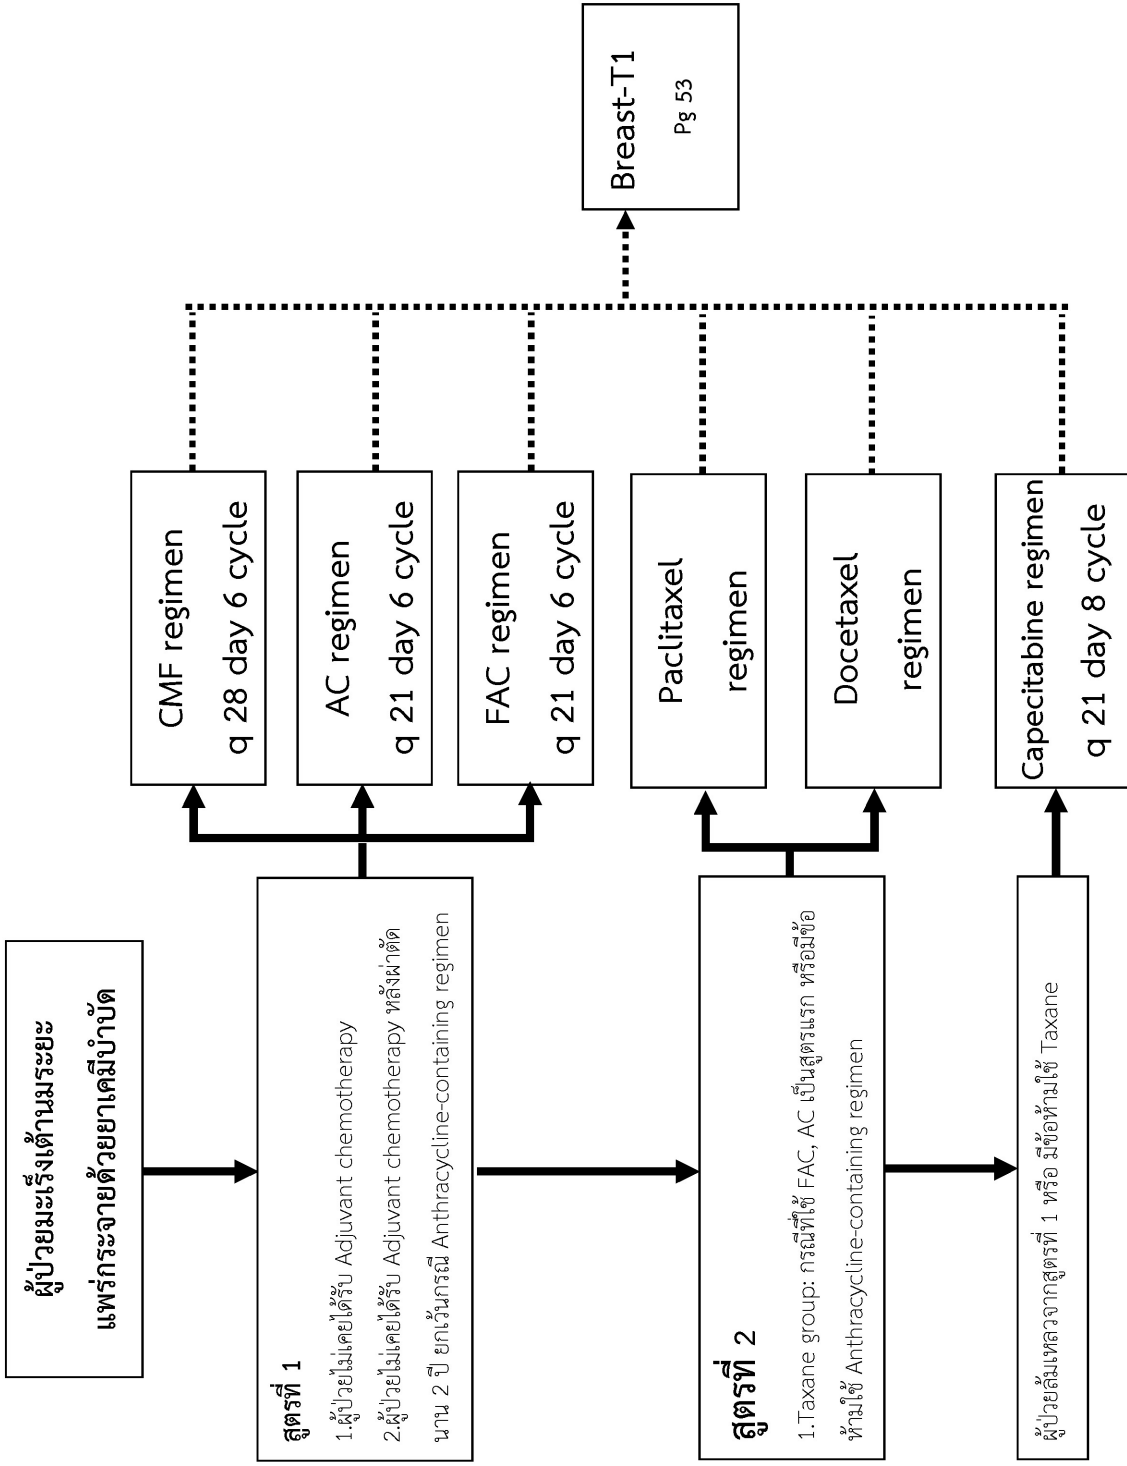 ผู้ป่วยมะเร็งเต้านมระยะ
แพร่กระจายด้วยยาเคมีบำบัด
สูตรที่ 1
1.ผู้ป่วยไม่เคยได้รับ Adjuvant chemotherapy
2.ผู้ป่วยไม่เคยได้รับ Adjuvant chemotherapy หลังผ่าตัด
นาน 2 ปี ยกเว้นกรณี Anthracycline-containing regimen
CMF regimen
q 28 day 6 cycle
AC regimen
q 21 day 6 cycle
FAC regimen
q 21 day 6 cycle
สูตรที่ 2
1.Taxane group: กรณีที่ใช้ FAC, AC เป็นสูตรแรก หรือมีข้อ
ห้ามใช้ Anthracycline-containing regimen
Paclitaxel
regimen
Docetaxel
regimen
ผู้ป่วยล้มเหลวจากสูตรที่ 1 หรือ มีข้อห้ามใช้ Taxane
Capecitabine regimen
q 21 day 8 cycle
Breast-T1
Pg 53